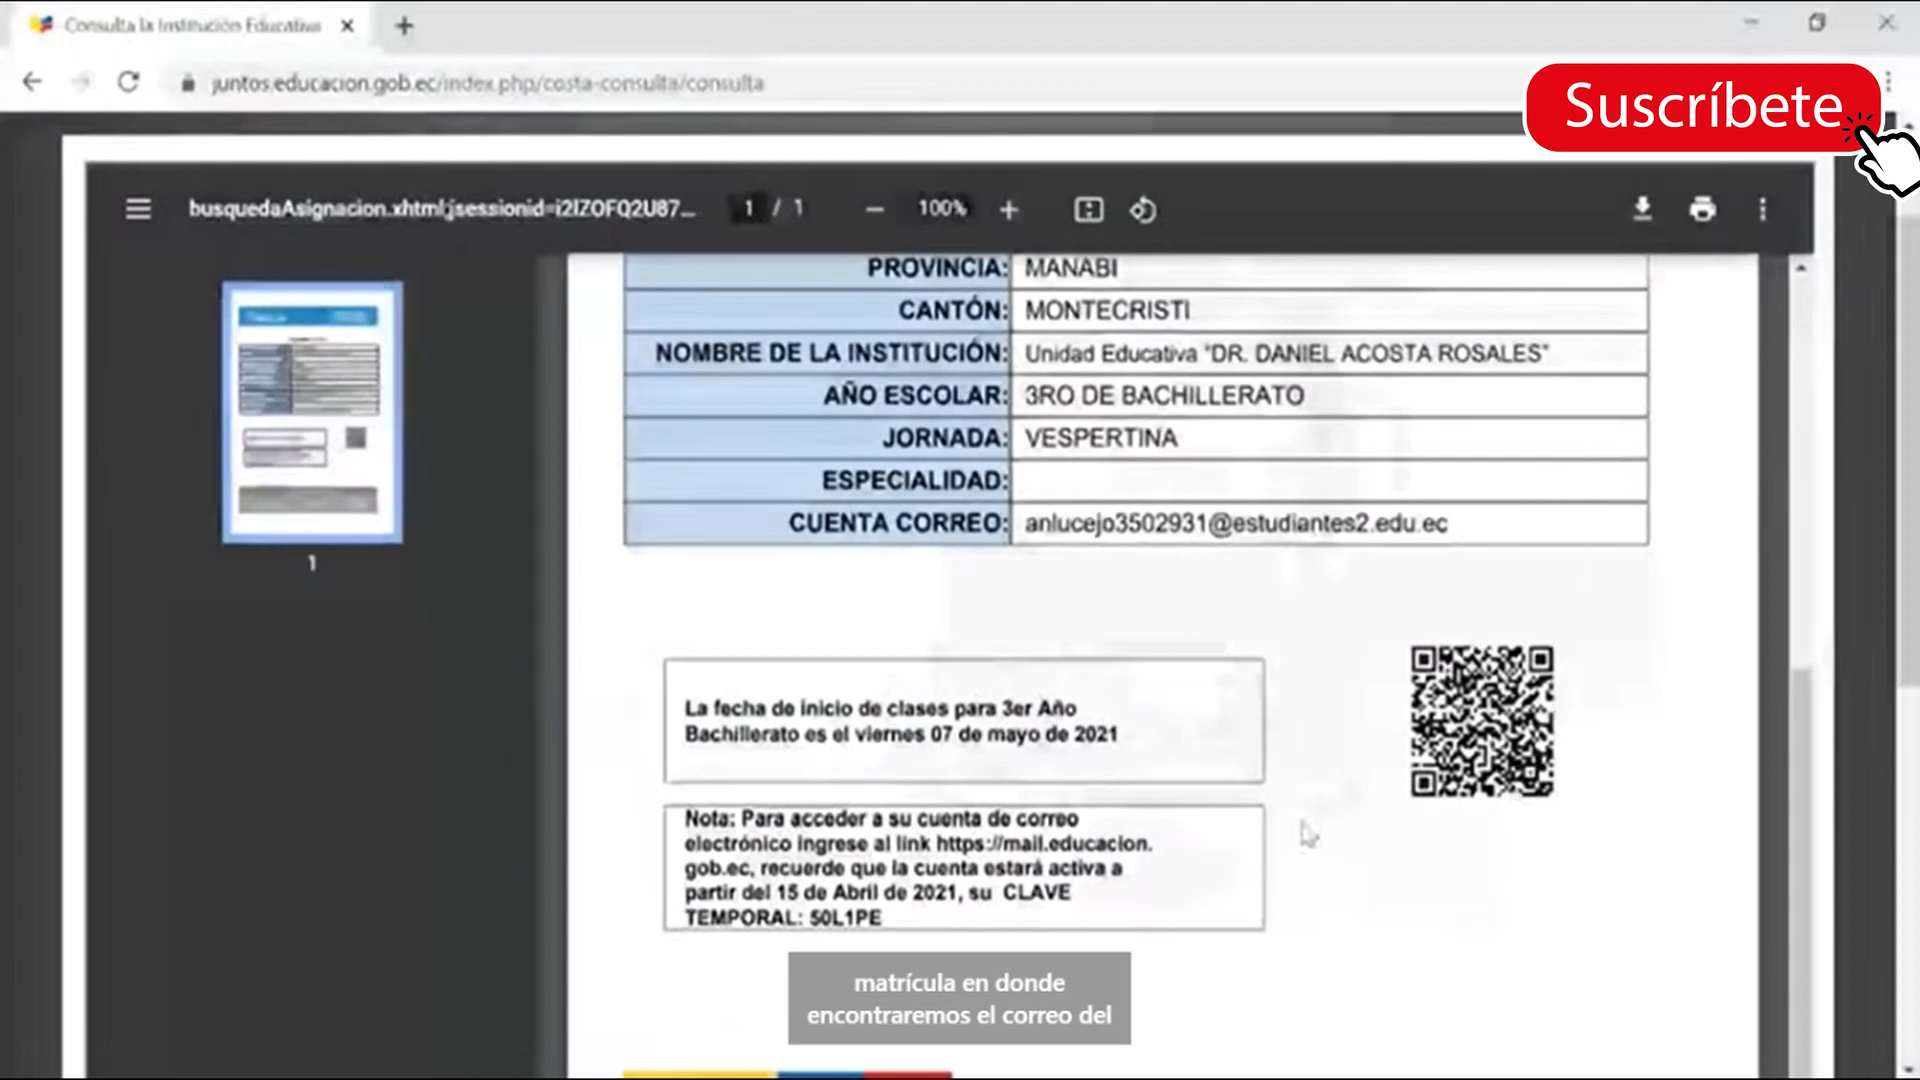 Consulta la Institución Educativa
juntos.educacion.gob.ec/index.php/costa-consulta/consulta
Suscríbete
busquedaAsignacion.xhtml;jsessionid=i2IZOFQ2U87...
1 / 1
100%
PROVINCIA: MANABI
CANTÓN: MONTECRISTI
NOMBRE DE LA INSTITUCIÓN: Unidad Educativa "DR. DANIEL ACOSTA ROSALES"
AÑO ESCOLAR: 3RO DE BACHILLERATO
JORNADA: VESPERTINA
ESPECIALIDAD:
CUENTA CORREO: anlucejo3502931@estudiantes2.edu.ec
1
La fecha de inicio de clases para 3er Año
Bachillerato es el viernes 07 de mayo de 2021
Nota: Para acceder a su cuenta de correo
electrónico ingrese al link https://mail.educacion.
gob.ec, recuerde que la cuenta estará activa a
partir del 15 de Abril de 2021, su CLAVE
TEMPORAL: 50L1PE
matrícula en donde
encontraremos el correo del